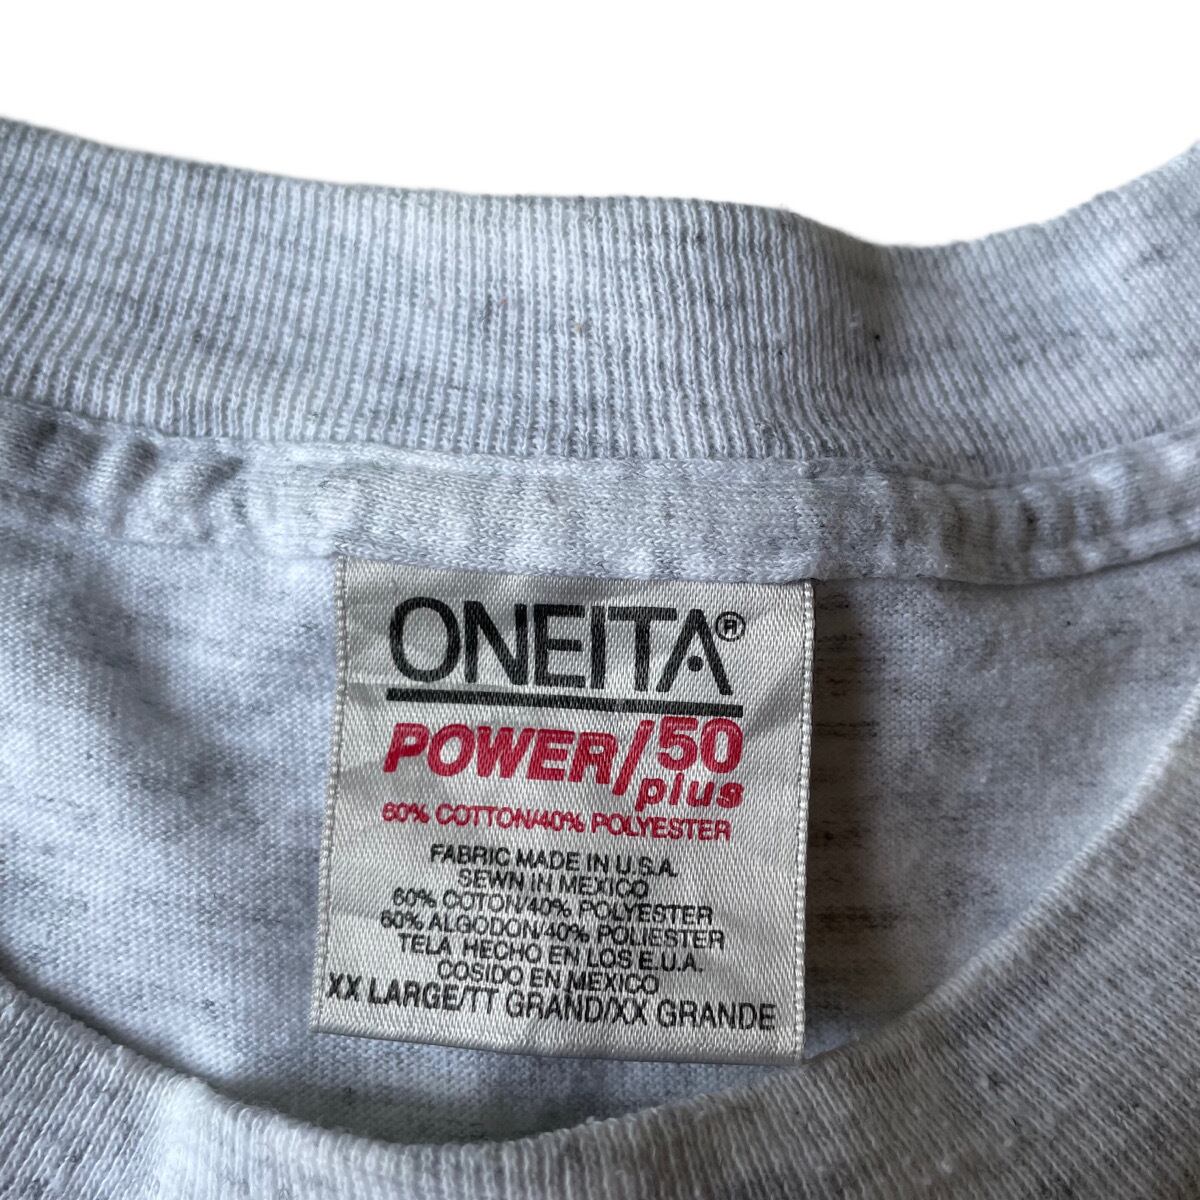 ONEITA®
POWER/50
plus
60% COTTON/40% POLYESTER
FABRIC MADE IN U.S.A.
SEWN IN MEXICO
60% COTON/40% POLYESTER
60% ALGODON/40% POLIESTER
TELA HECHO EN LOS E.U.A.
COSIDO EN MEXICO
XX LARGE/TT GRAND/XX GRANDE